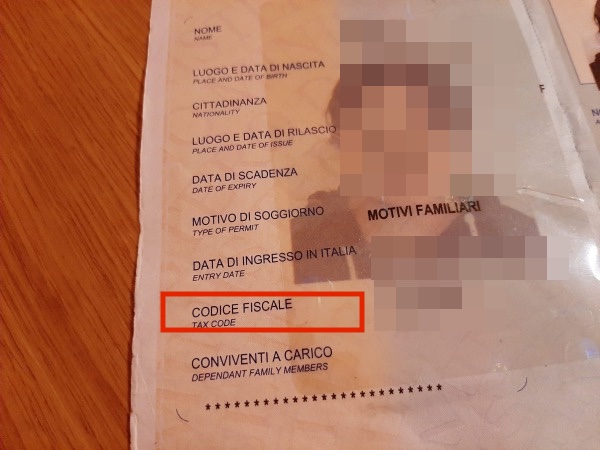 NOME
NAME
LUOGO E DATA DI NASCITA
PLACE AND DATE OF BIRTH
CITTADINANZA
NATIONALITY
LUOGO E DATA DI RILASCIO
PLACE AND DATE OF ISSUE
DATA DI SCADENZA
DATE OF EXPIRY
MOTIVO DI SOGGIORNO MOTIVI FAMILIARI
TYPE OF PERMIT
DATA DI INGRESSO IN ITALIA
ENTRY DATE
CODICE FISCALE
TAX CODE
CONVIVENTI A CARICO
DEPENDANT FAMILY MEMBERS
*************************